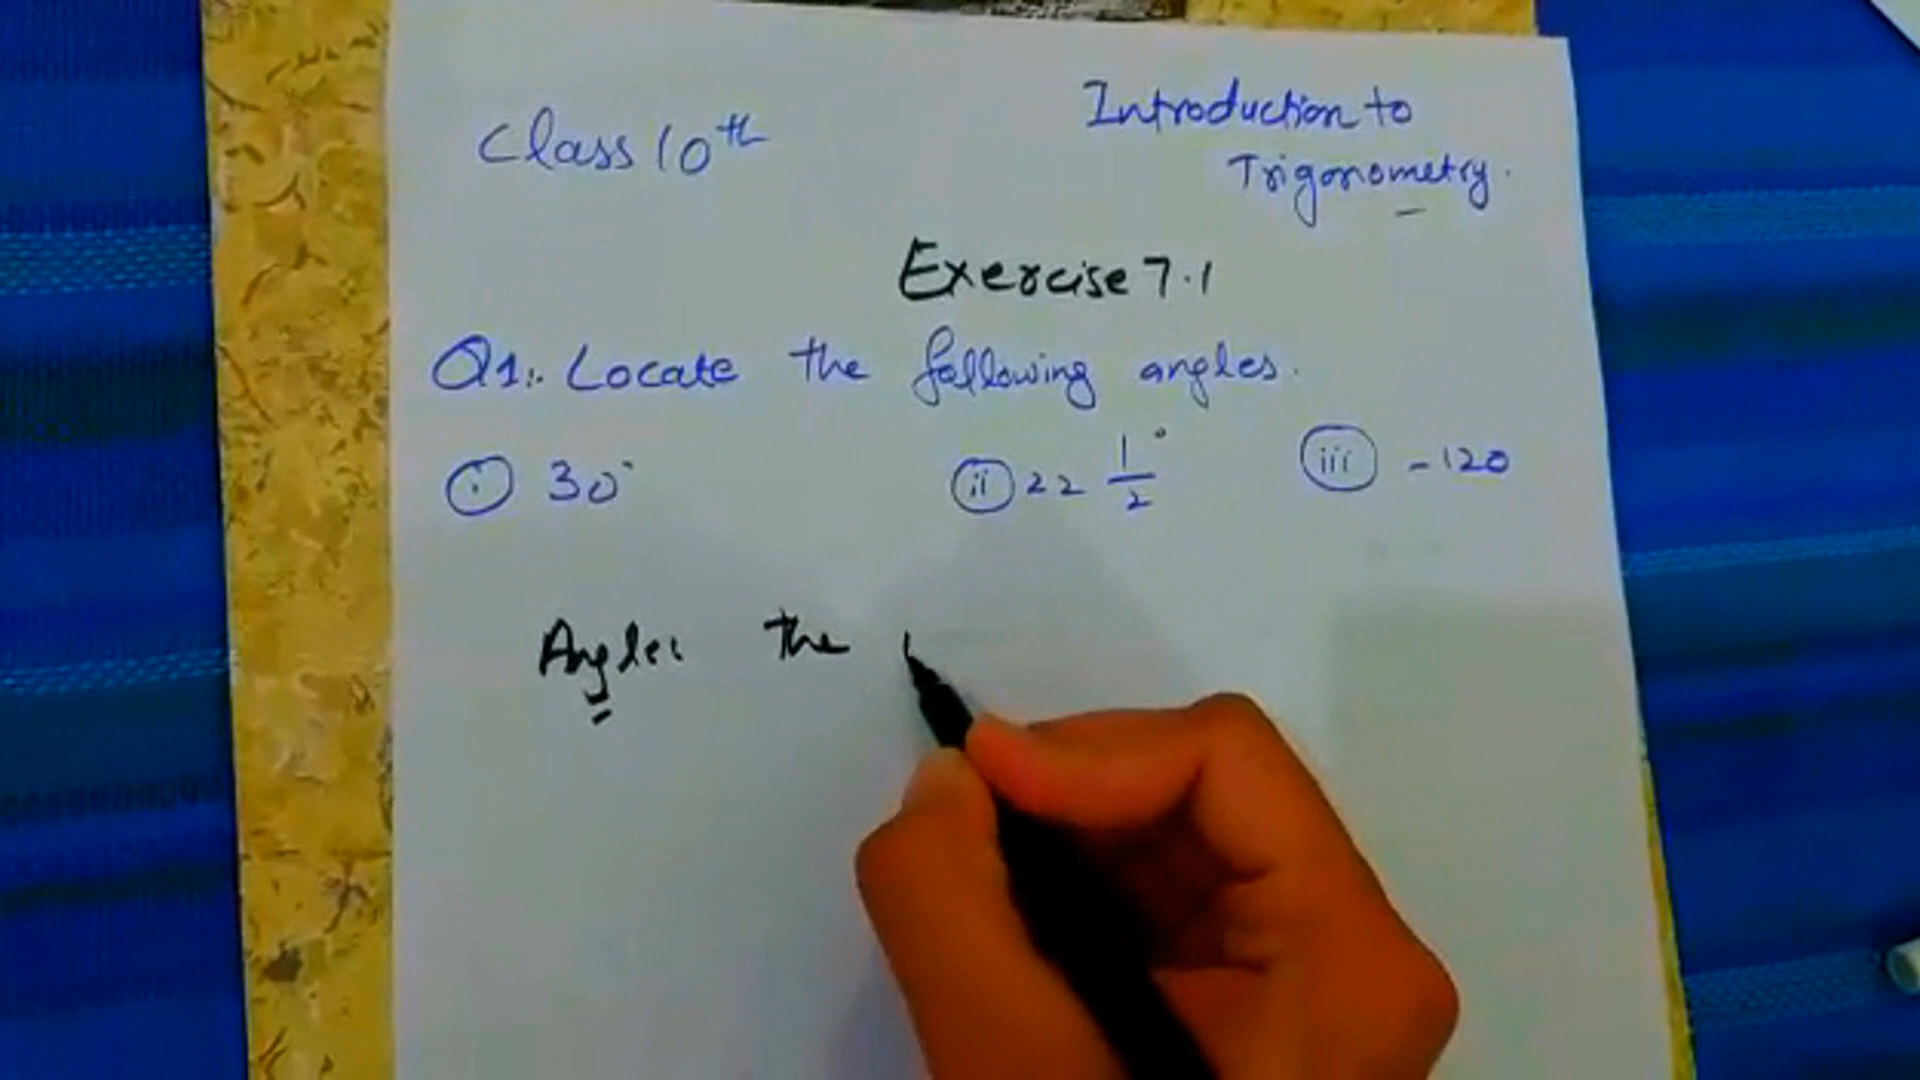 Class 10th
Introduction to
Trigonometry.
Exercise 7.1
Q1:. Locate the following angles.
(i) 30° (ii) 22 1/2° (iii) -120
Angle: the